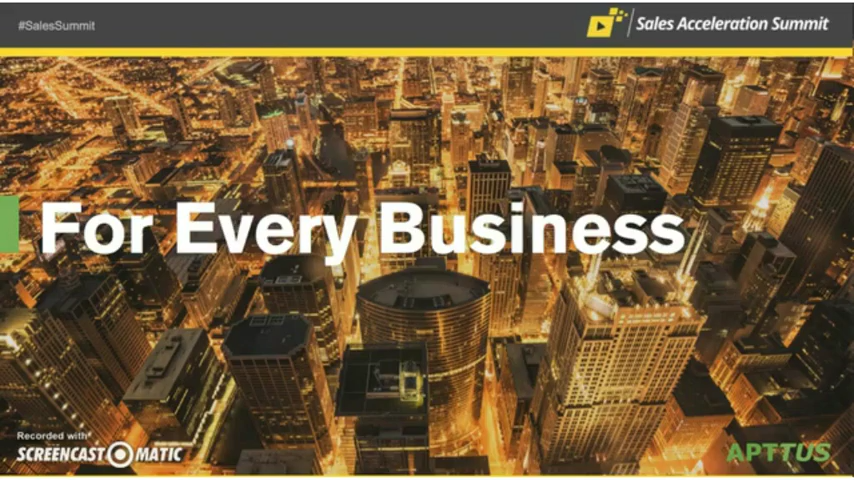 #SalesSummit
Sales Acceleration Summit
For Every Business
Recorded with
SCREENCAST-O-MATIC
APTTUS